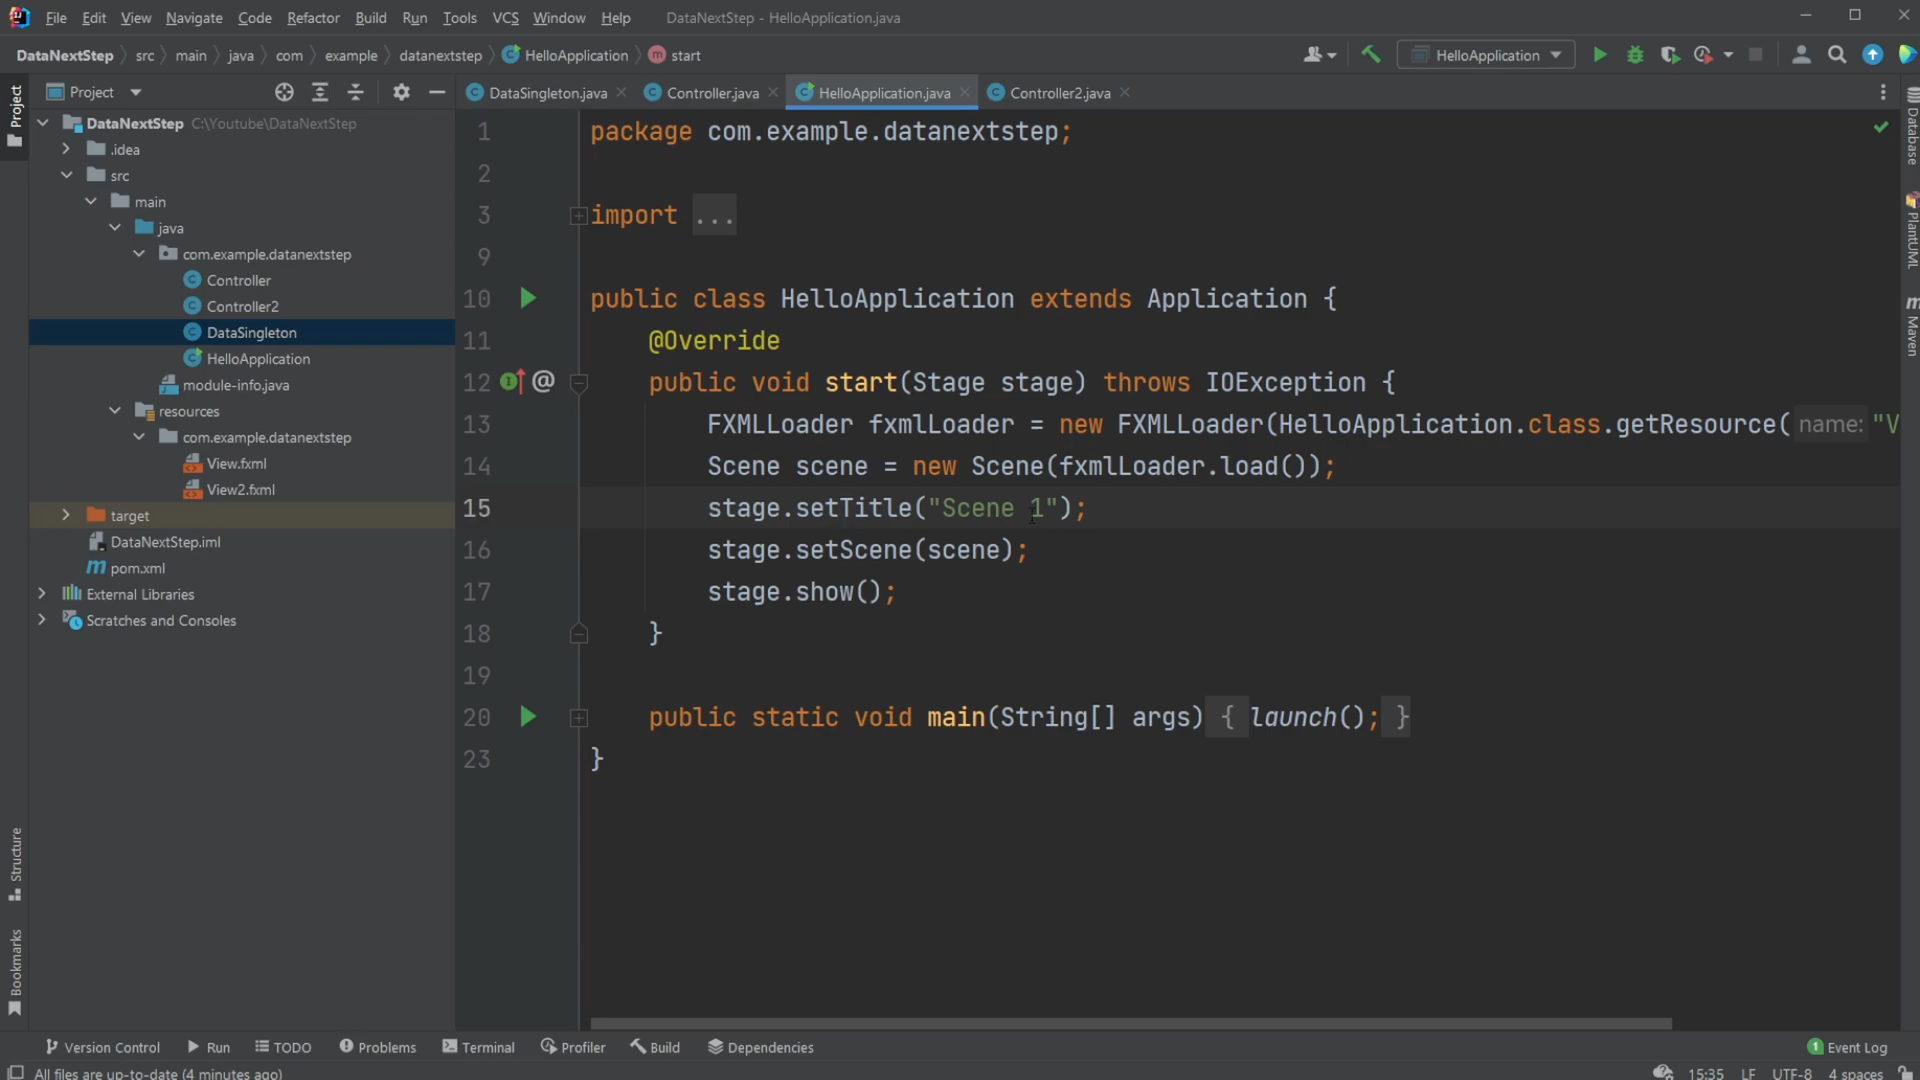 File Edit View Navigate Code Refactor Build Run Tools VCS Window Help DataNextStep - HelloApplication.java
DataNextStep src main java com example datanextstep HelloApplication m start HelloApplication
Project
DataSingleton.java Controller.java HelloApplication.java Controller2.java
Project
DataNextStep C:\Youtube\DataNextStep
.idea
src
main
java
com.example.datanextstep
Controller
Controller2
DataSingleton
HelloApplication
module-info.java
resources
com.example.datanextstep
View.fxml
View2.fxml
target
DataNextStep.iml
pom.xml
External Libraries
Scratches and Consoles
Structure
Bookmarks
1 package com.example.datanextstep;
2
3 import ...
9
10 public class HelloApplication extends Application {
11 @Override
12 public void start(Stage stage) throws IOException {
13 FXMLLoader fxmlLoader = new FXMLLoader(HelloApplication.class.getResource( name: "V
14 Scene scene = new Scene(fxmlLoader.load());
15 stage.setTitle("Scene 1");
16 stage.setScene(scene);
17 stage.show();
18 }
19
20 public static void main(String[] args) { launch(); }
23 }
Database
PlantUML
Maven
Version Control Run TODO Problems Terminal Profiler Build Dependencies 1 Event Log
All files are up-to-date (4 minutes ago) 15:35 LF UTF-8 4 spaces